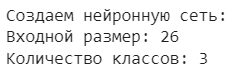 Создаем нейронную сеть:
Входной размер: 26
Количество классов: 3